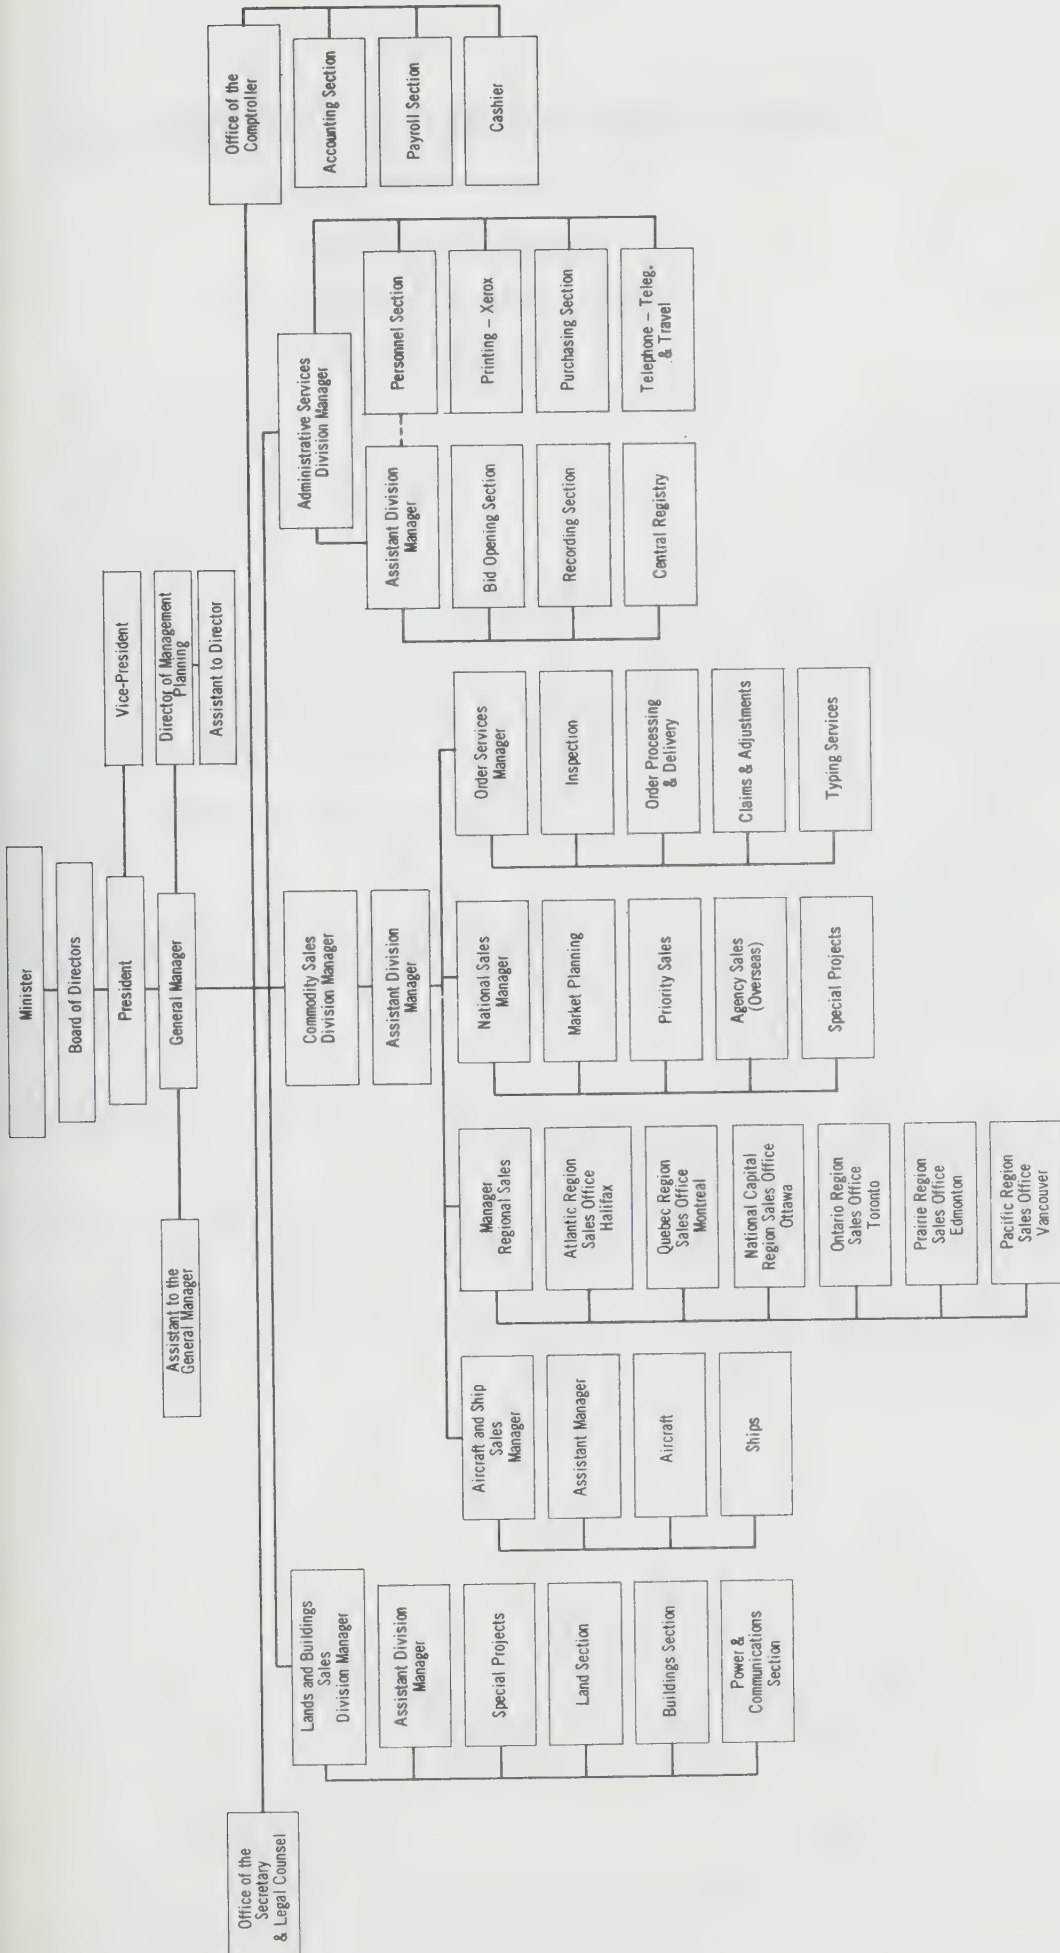 Minister
Board of Directors
President
Vice-President
General Manager
Director of Management
Planning
Assistant to Director
Assistant to the
General Manager
Office of the
Secretary
& Legal Counsel
Office of the
Comptroller
Accounting Section
Payroll Section
Cashier
Lands and Buildings
Sales
Division Manager
Assistant Division
Manager
Special Projects
Land Section
Buildings Section
Power &
Communications
Section
Commodity Sales
Division Manager
Assistant Division
Manager
Aircraft and Ship
Sales
Manager
Assistant Manager
Aircraft
Ships
Manager
Regional Sales
Atlantic Region
Sales Office
Halifax
Quebec Region
Sales Office
Montreal
National Capital
Region Sales Office
Ottawa
Ontario Region
Sales Office
Toronto
Prairie Region
Sales Office
Edmonton
Pacific Region
Sales Office
Vancouver
National Sales
Manager
Market Planning
Priority Sales
Agency Sales
(Overseas)
Special Projects
Order Services
Manager
Inspection
Order Processing
& Delivery
Claims & Adjustments
Typing Services
Administrative Services
Division Manager
Assistant Division
Manager
Bid Opening Section
Recording Section
Central Registry
Personnel Section
Printing – Xerox
Purchasing Section
Telephone – Teleg.
& Travel